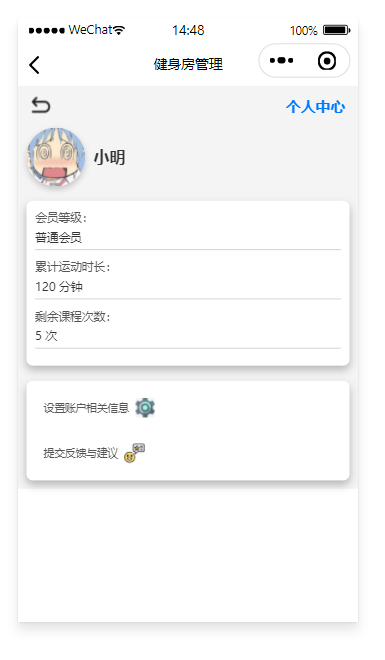 WeChat 14:48 100%
健身房管理
个人中心
小明
会员等级：
普通会员
累计运动时长：
120 分钟
剩余课程次数：
5 次
设置账户相关信息
提交反馈与建议